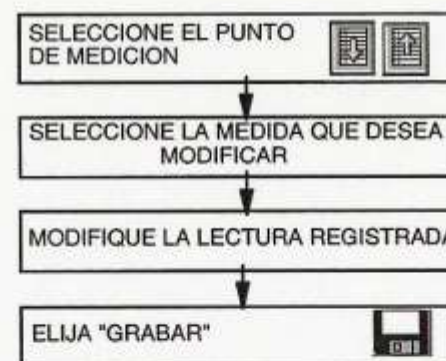 SELECCIONE EL PUNTO
DE MEDICION
SELECCIONE LA MEDIDA QUE DESEA
MODIFICAR
MODIFIQUE LA LECTURA REGISTRADA
ELIJA "GRABAR"